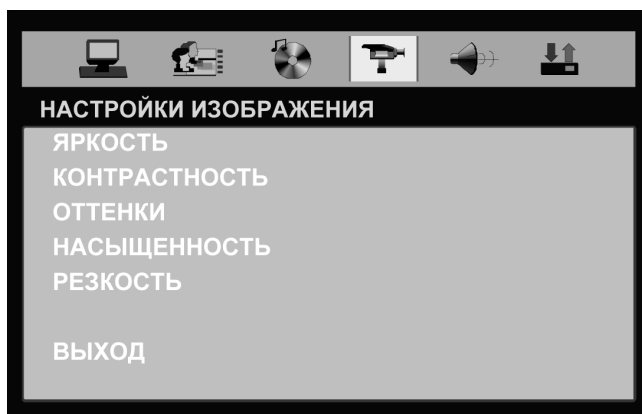 НАСТРОЙКИ ИЗОБРАЖЕНИЯ
ЯРКОСТЬ
КОНТРАСТНОСТЬ
ОТТЕНКИ
НАСЫЩЕННОСТЬ
РЕЗКОСТЬ
ВЫХОД